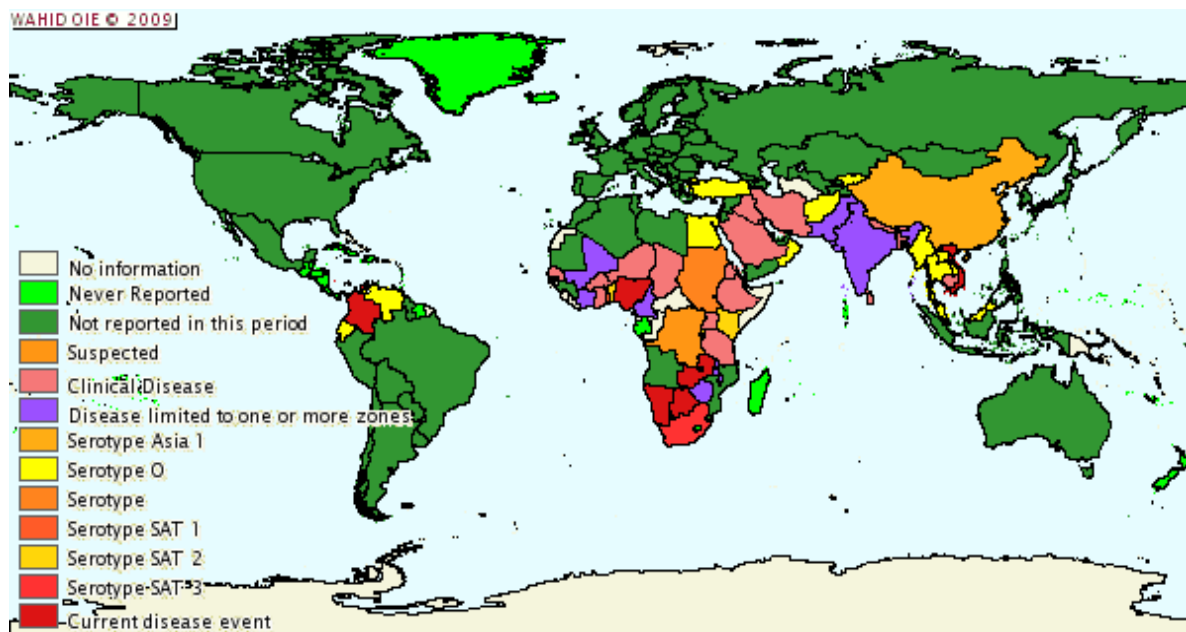 WAHID OIE © 2009
No information
Never Reported
Not reported in this period
Suspected
Clinical Disease
Disease limited to one or more zones
Serotype Asia 1
Serotype O
Serotype
Serotype SAT 1
Serotype SAT 2
Serotype SAT 3
Current disease event